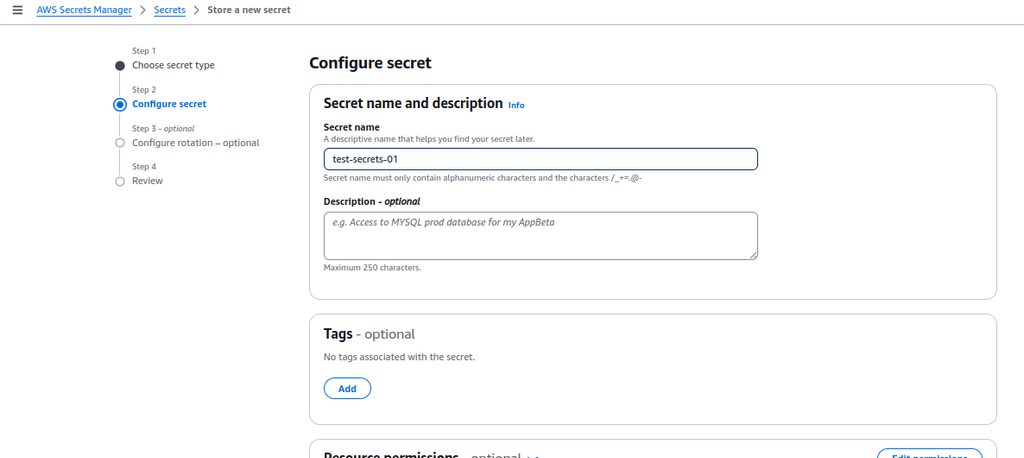 AWS Secrets Manager > Secrets > Store a new secret
Step 1
Choose secret type
Step 2
Configure secret
Step 3 - optional
Configure rotation – optional
Step 4
Review
Configure secret
Secret name and description Info
Secret name
A descriptive name that helps you find your secret later.
test-secrets-01
Secret name must only contain alphanumeric characters and the characters /_+=.@-
Description - optional
e.g. Access to MYSQL prod database for my AppBeta
Maximum 250 characters.
Tags - optional
No tags associated with the secret.
Add
Resource permissions - optional
Edit permissions